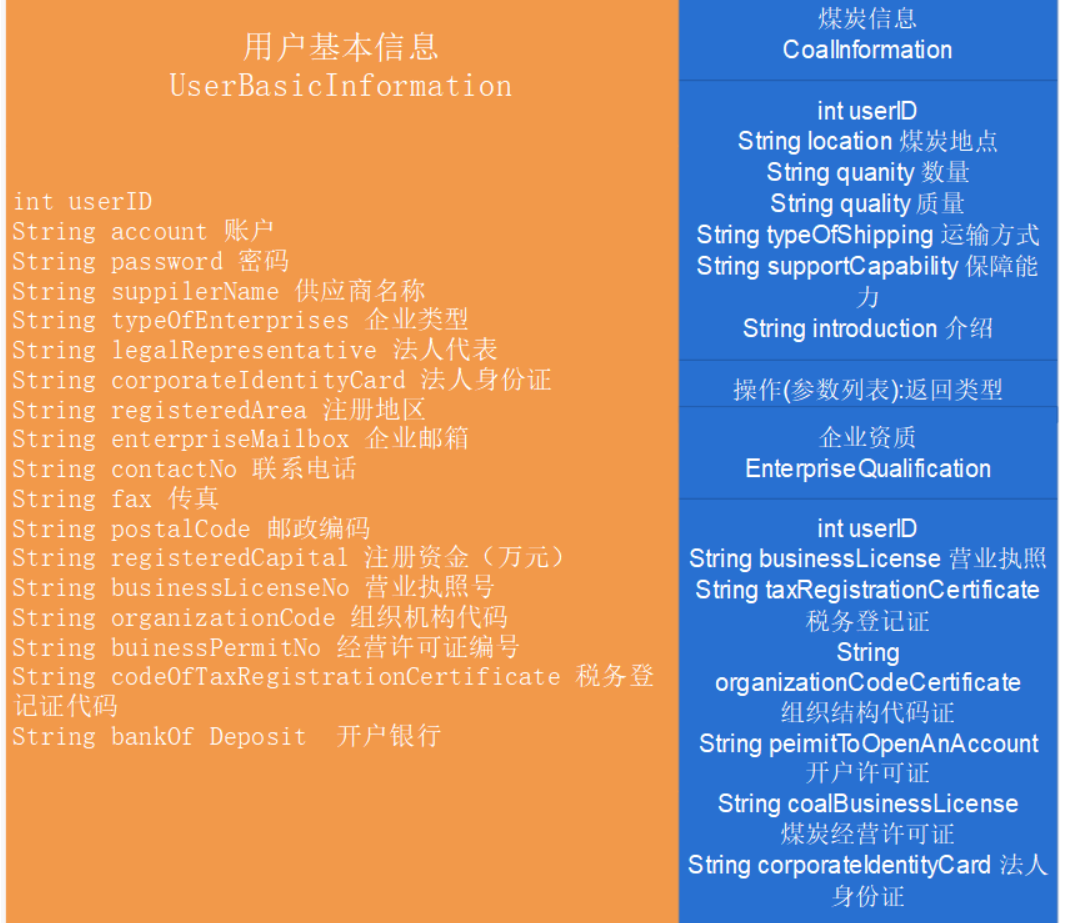 用户基本信息
UserBasicInformation
int userID
String account 账户
String password 密码
String suppilerName 供应商名称
String typeOfEnterprises 企业类型
String legalRepresentative 法人代表
String corporateIdentityCard 法人身份证
String registeredArea 注册地区
String enterpriseMailbox 企业邮箱
String contactNo 联系电话
String fax 传真
String postalCode 邮政编码
String registeredCapital 注册资金（万元）
String businessLicenseNo 营业执照号
String organizationCode 组织机构代码
String buinessPermitNo 经营许可证编号
String codeOfTaxRegistrationCertificate 税务登
记证代码
String bankOf Deposit 开户银行
煤炭信息
CoalInformation
int userID
String location 煤炭地点
String quanity 数量
String quality 质量
String typeOfShipping 运输方式
String supportCapability 保障能
力
String introduction 介绍
操作(参数列表):返回类型
企业资质
EnterpriseQualification
int userID
String businessLicense 营业执照
String taxRegistrationCertificate
税务登记证
String
organizationCodeCertificate
组织结构代码证
String peimitToOpenAnAccount
开户许可证
String coalBusinessLicense
煤炭经营许可证
String corporateIdentityCard 法人
身份证